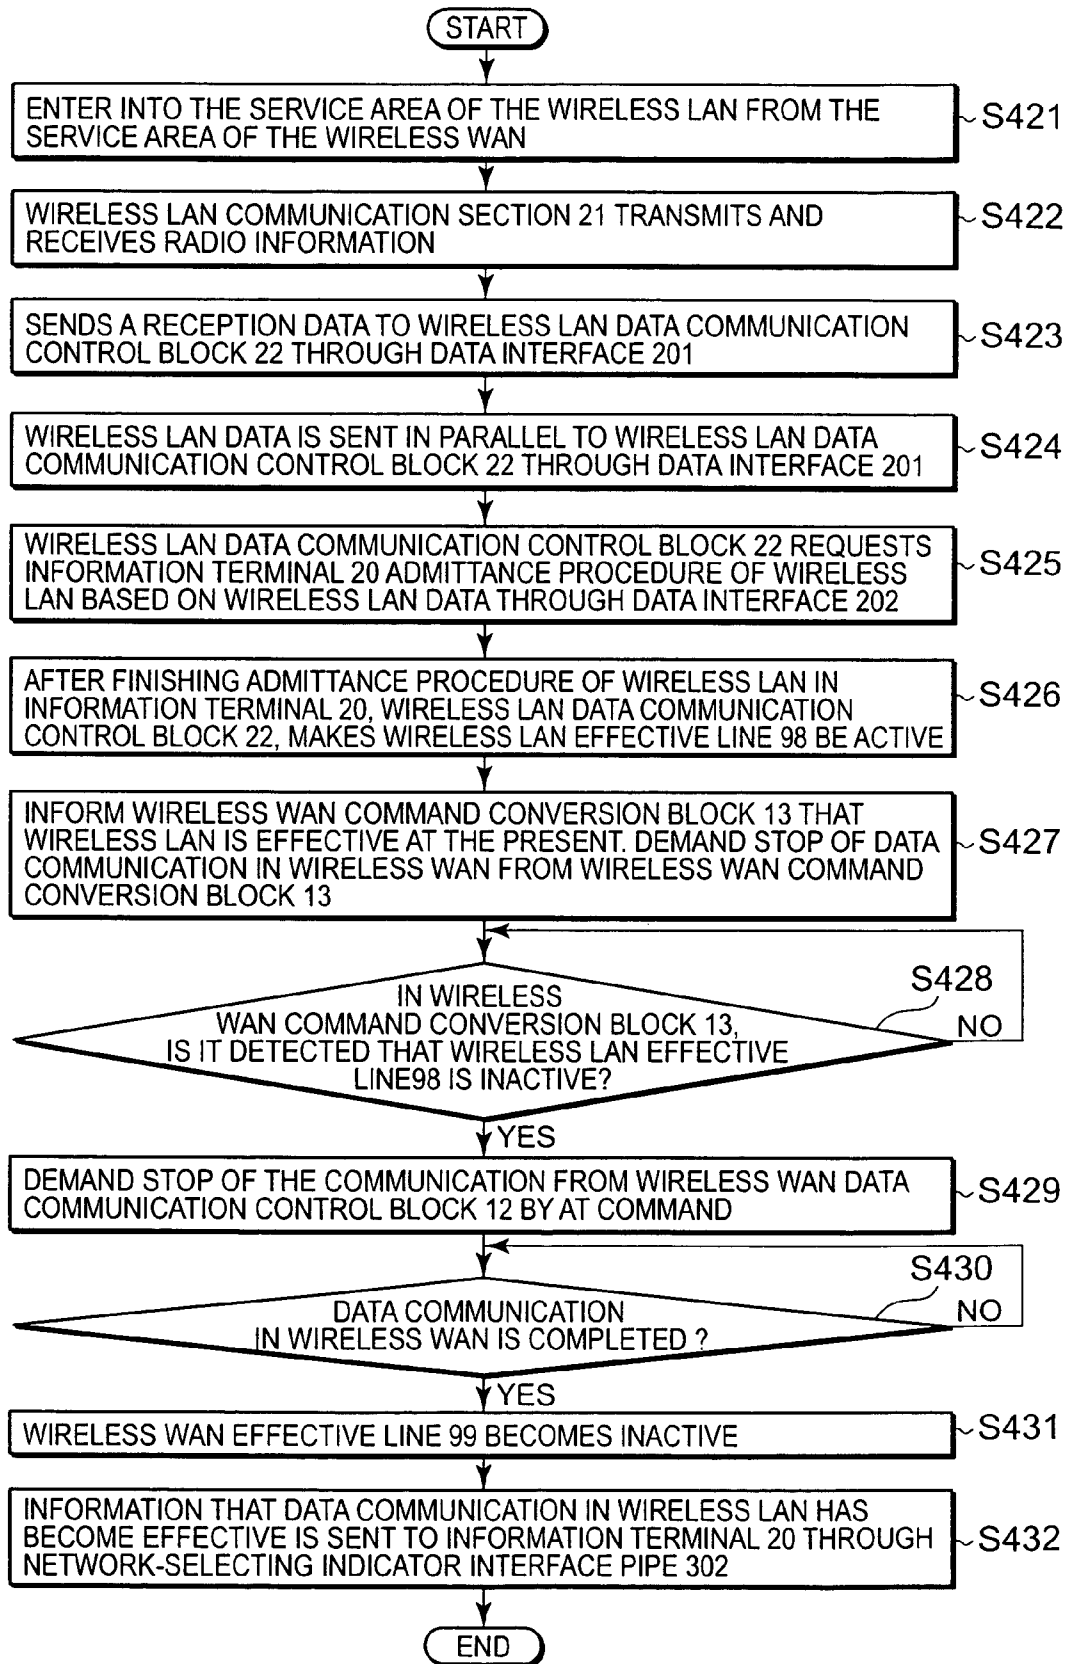 START
ENTER INTO THE SERVICE AREA OF THE WIRELESS LAN FROM THE
SERVICE AREA OF THE WIRELESS WAN
S421
WIRELESS LAN COMMUNICATION SECTION 21 TRANSMITS AND
RECEIVES RADIO INFORMATION
S422
SENDS A RECEPTION DATA TO WIRELESS LAN DATA COMMUNICATION
CONTROL BLOCK 22 THROUGH DATA INTERFACE 201
S423
WIRELESS LAN DATA IS SENT IN PARALLEL TO WIRELESS LAN DATA
COMMUNICATION CONTROL BLOCK 22 THROUGH DATA INTERFACE 201
S424
WIRELESS LAN DATA COMMUNICATION CONTROL BLOCK 22 REQUESTS
INFORMATION TERMINAL 20 ADMITTANCE PROCEDURE OF WIRELESS
LAN BASED ON WIRELESS LAN DATA THROUGH DATA INTERFACE 202
S425
AFTER FINISHING ADMITTANCE PROCEDURE OF WIRELESS LAN IN
INFORMATION TERMINAL 20, WIRELESS LAN DATA COMMUNICATION
CONTROL BLOCK 22, MAKES WIRELESS LAN EFFECTIVE LINE 98 BE ACTIVE
S426
INFORM WIRELESS WAN COMMAND CONVERSION BLOCK 13 THAT
WIRELESS LAN IS EFFECTIVE AT THE PRESENT. DEMAND STOP OF DATA
COMMUNICATION IN WIRELESS WAN FROM WIRELESS WAN COMMAND
CONVERSION BLOCK 13
S427
IN WIRELESS
WAN COMMAND CONVERSION BLOCK 13,
IS IT DETECTED THAT WIRELESS LAN EFFECTIVE
LINE98 IS INACTIVE?
S428
NO
YES
DEMAND STOP OF THE COMMUNICATION FROM WIRELESS WAN DATA
COMMUNICATION CONTROL BLOCK 12 BY AT COMMAND
S429
DATA COMMUNICATION
IN WIRELESS WAN IS COMPLETED ?
S430
NO
YES
WIRELESS WAN EFFECTIVE LINE 99 BECOMES INACTIVE
S431
INFORMATION THAT DATA COMMUNICATION IN WIRELESS LAN HAS
BECOME EFFECTIVE IS SENT TO INFORMATION TERMINAL 20 THROUGH
NETWORK-SELECTING INDICATOR INTERFACE PIPE 302
S432
END